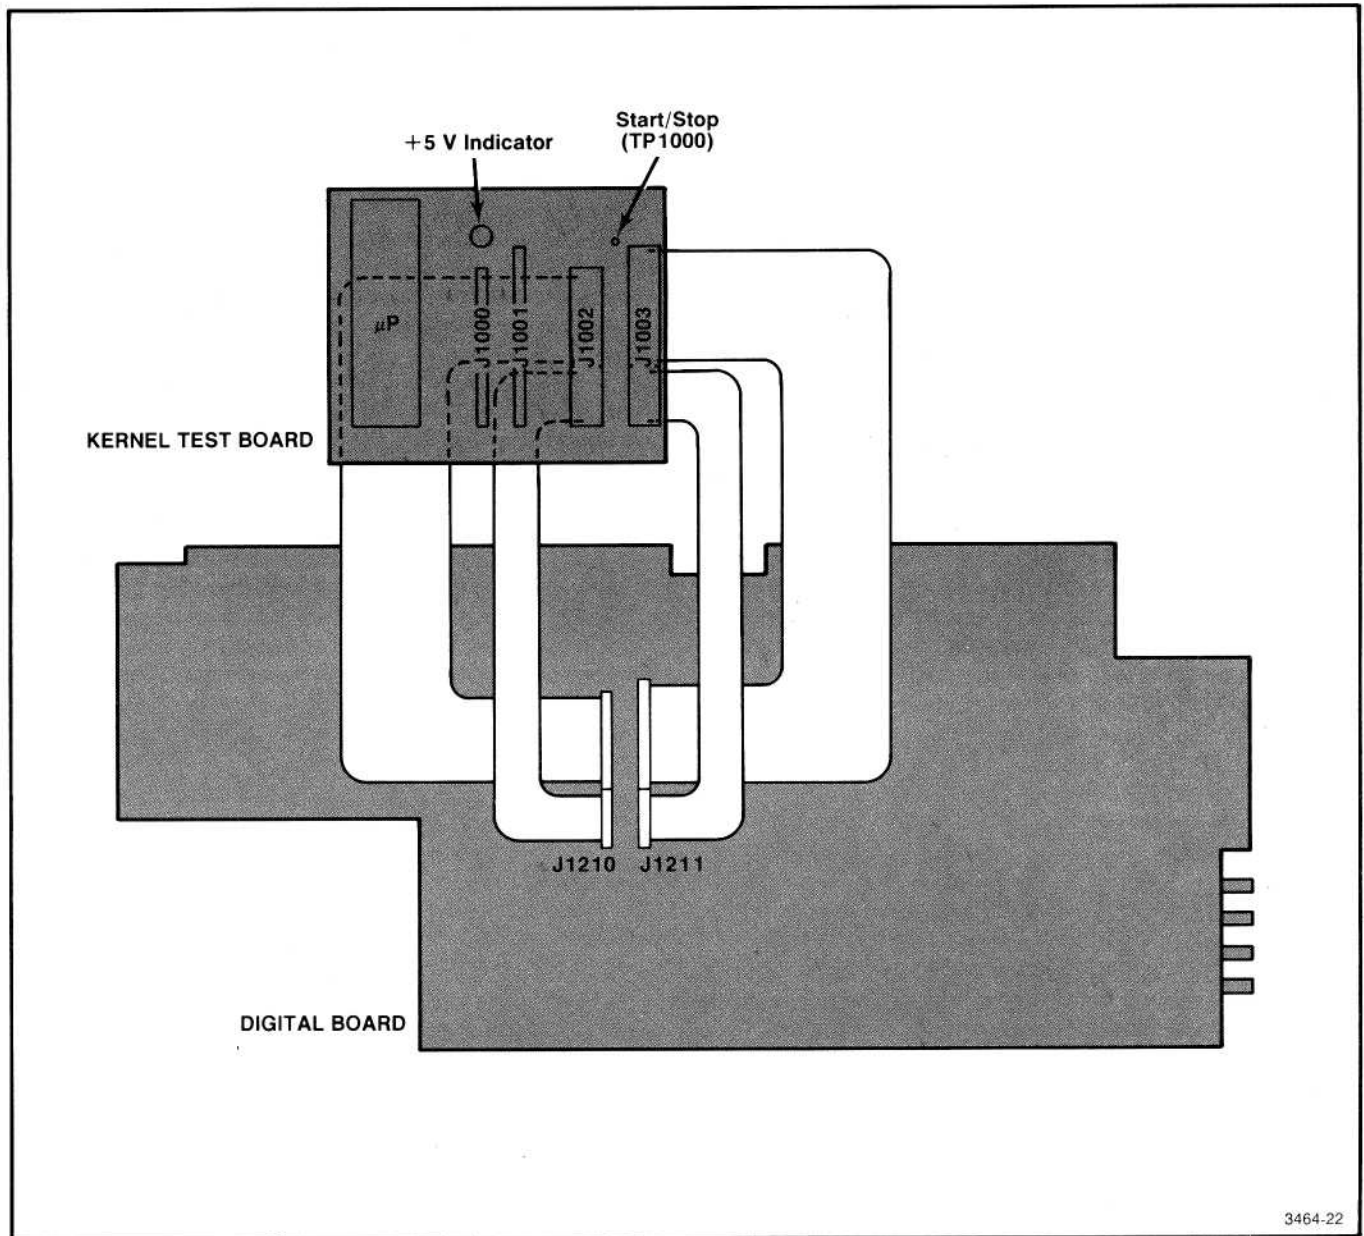 Start/Stop
(TP1000)
+5 V Indicator
μP
J1000
J1001
J1002
J1003
KERNEL TEST BOARD
J1210
J1211
DIGITAL BOARD
3464-22